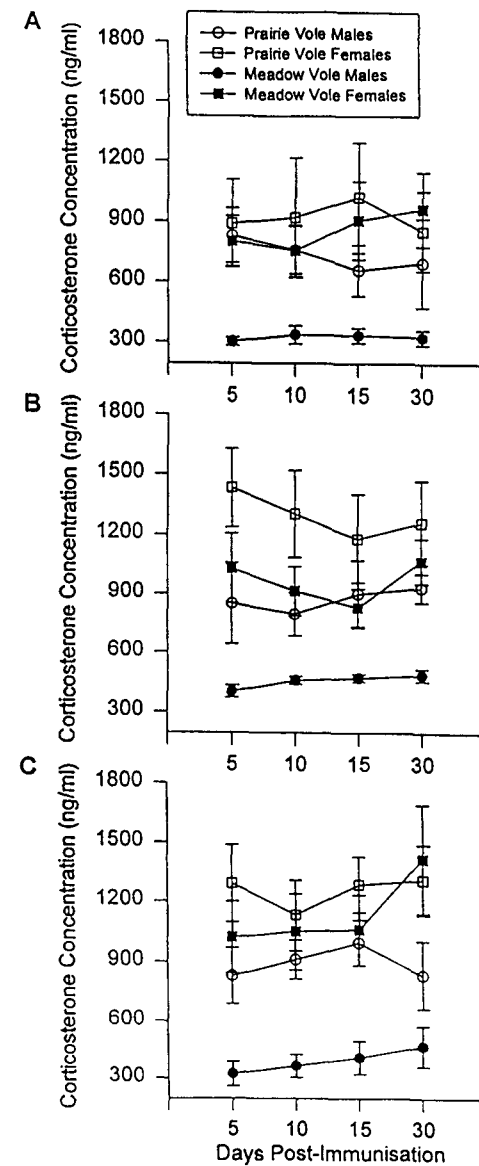 A
Prairie Vole Males
Prairie Vole Females
Meadow Vole Males
Meadow Vole Females
Corticosterone Concentration (ng/ml)
1800
1500
1200
900
600
300
5 10 15 30
B
Corticosterone Concentration (ng/ml)
1800
1500
1200
900
600
300
5 10 15 30
C
Corticosterone Concentration (ng/ml)
1800
1500
1200
900
600
300
5 10 15 30
Days Post-Immunisation